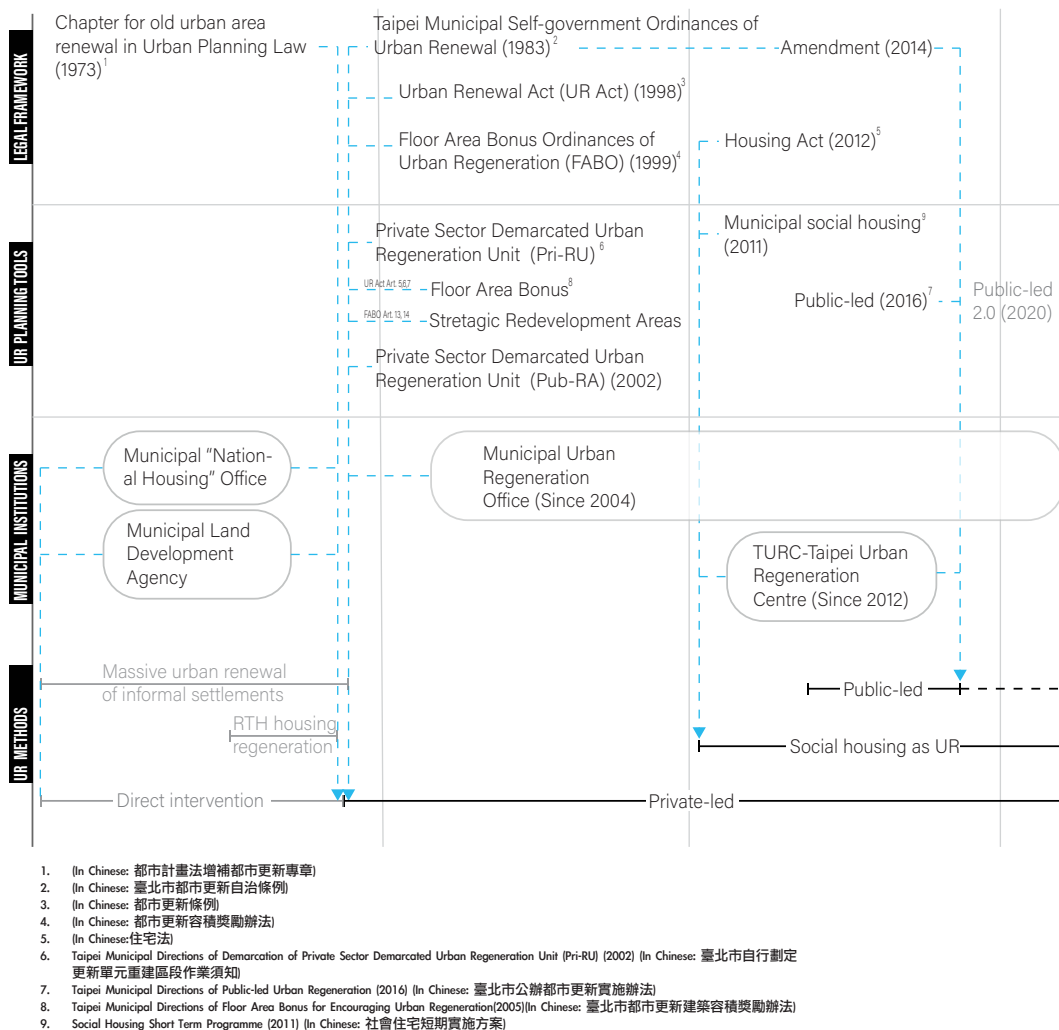 LEGAL FRAMEWORK
Chapter for old urban area
renewal in Urban Planning Law
(1973)1
Taipei Municipal Self-government Ordinances of
Urban Renewal (1983)2
Amendment (2014)
Urban Renewal Act (UR Act) (1998)3
Floor Area Bonus Ordinances of
Urban Regeneration (FABO) (1999)4
Housing Act (2012)5
UR PLANNING TOOLS
Private Sector Demarcated Urban
Regeneration Unit (Pri-RU) 6
UR Act Art. 5,6,7
Floor Area Bonus8
FABO Art. 13, 14
Stretagic Redevelopment Areas
Private Sector Demarcated Urban
Regeneration Unit (Pub-RA) (2002)
Municipal social housing9
(2011)
Public-led (2016)7
Public-led
2.0 (2020)
MUNICIPAL INSTITUTIONS
Municipal “Nation-
al Housing” Office
Municipal Land
Development
Agency
Municipal Urban
Regeneration
Office (Since 2004)
TURC-Taipei Urban
Regeneration
Centre (Since 2012)
UR METHODS
Massive urban renewal
of informal settlements
RTH housing
regeneration
Direct intervention
Public-led
Social housing as UR
Private-led
1. (In Chinese: 都市計畫法增補都市更新專章)
2. (In Chinese: 臺北市都市更新自治條例)
3. (In Chinese: 都市更新條例)
4. (In Chinese: 都市更新容積獎勵辦法)
5. (In Chinese:住宅法)
6. Taipei Municipal Directions of Demarcation of Private Sector Demarcated Urban Regeneration Unit (Pri-RU) (2002) (In Chinese: 臺北市自行劃定
更新單元重建區段作業須知)
7. Taipei Municipal Directions of Public-led Urban Regeneration (2016) (In Chinese: 臺北市公辦都市更新實施辦法)
8. Taipei Municipal Directions of Floor Area Bonus for Encouraging Urban Regeneration(2005)(In Chinese: 臺北市都市更新建築容積獎勵辦法)
9. Social Housing Short Term Programme (2011) (In Chinese: 社會住宅短期實施方案)